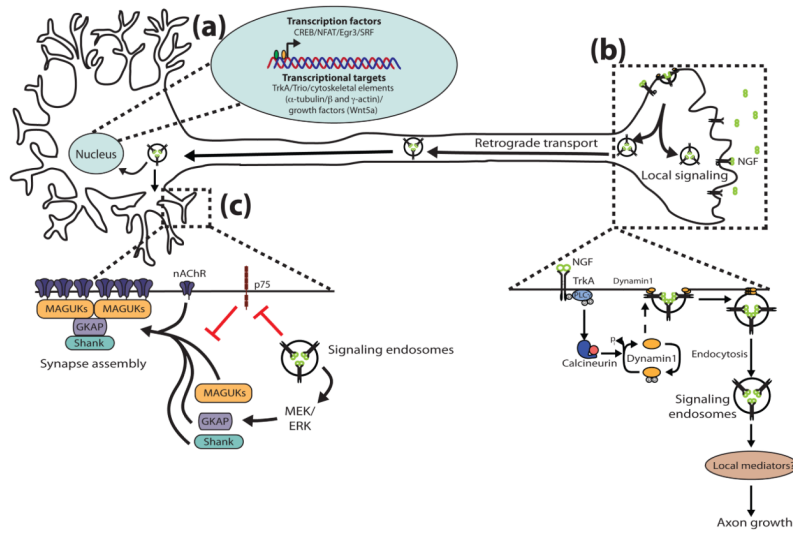 (a)
Transcription factors
CREB/NFAT/Egr3/SRF
Transcriptional targets
TrkA/Trio/cytoskeletal elements
(α-tubulin/β and γ-actin)/
growth factors (Wnt5a)
(b)
Nucleus
Retrograde transport
NGF
Local signaling
(c)
nAChR
p75
MAGUKs
MAGUKs
GKAP
Shank
Synapse assembly
Signaling endosomes
MAGUKs
MEK/
ERK
GKAP
Shank
NGF
TrkA
PLC
Dynamin1
Calcineurin
Pi
Dynamin1
Endocytosis
Signaling
endosomes
Local mediators?
Axon growth